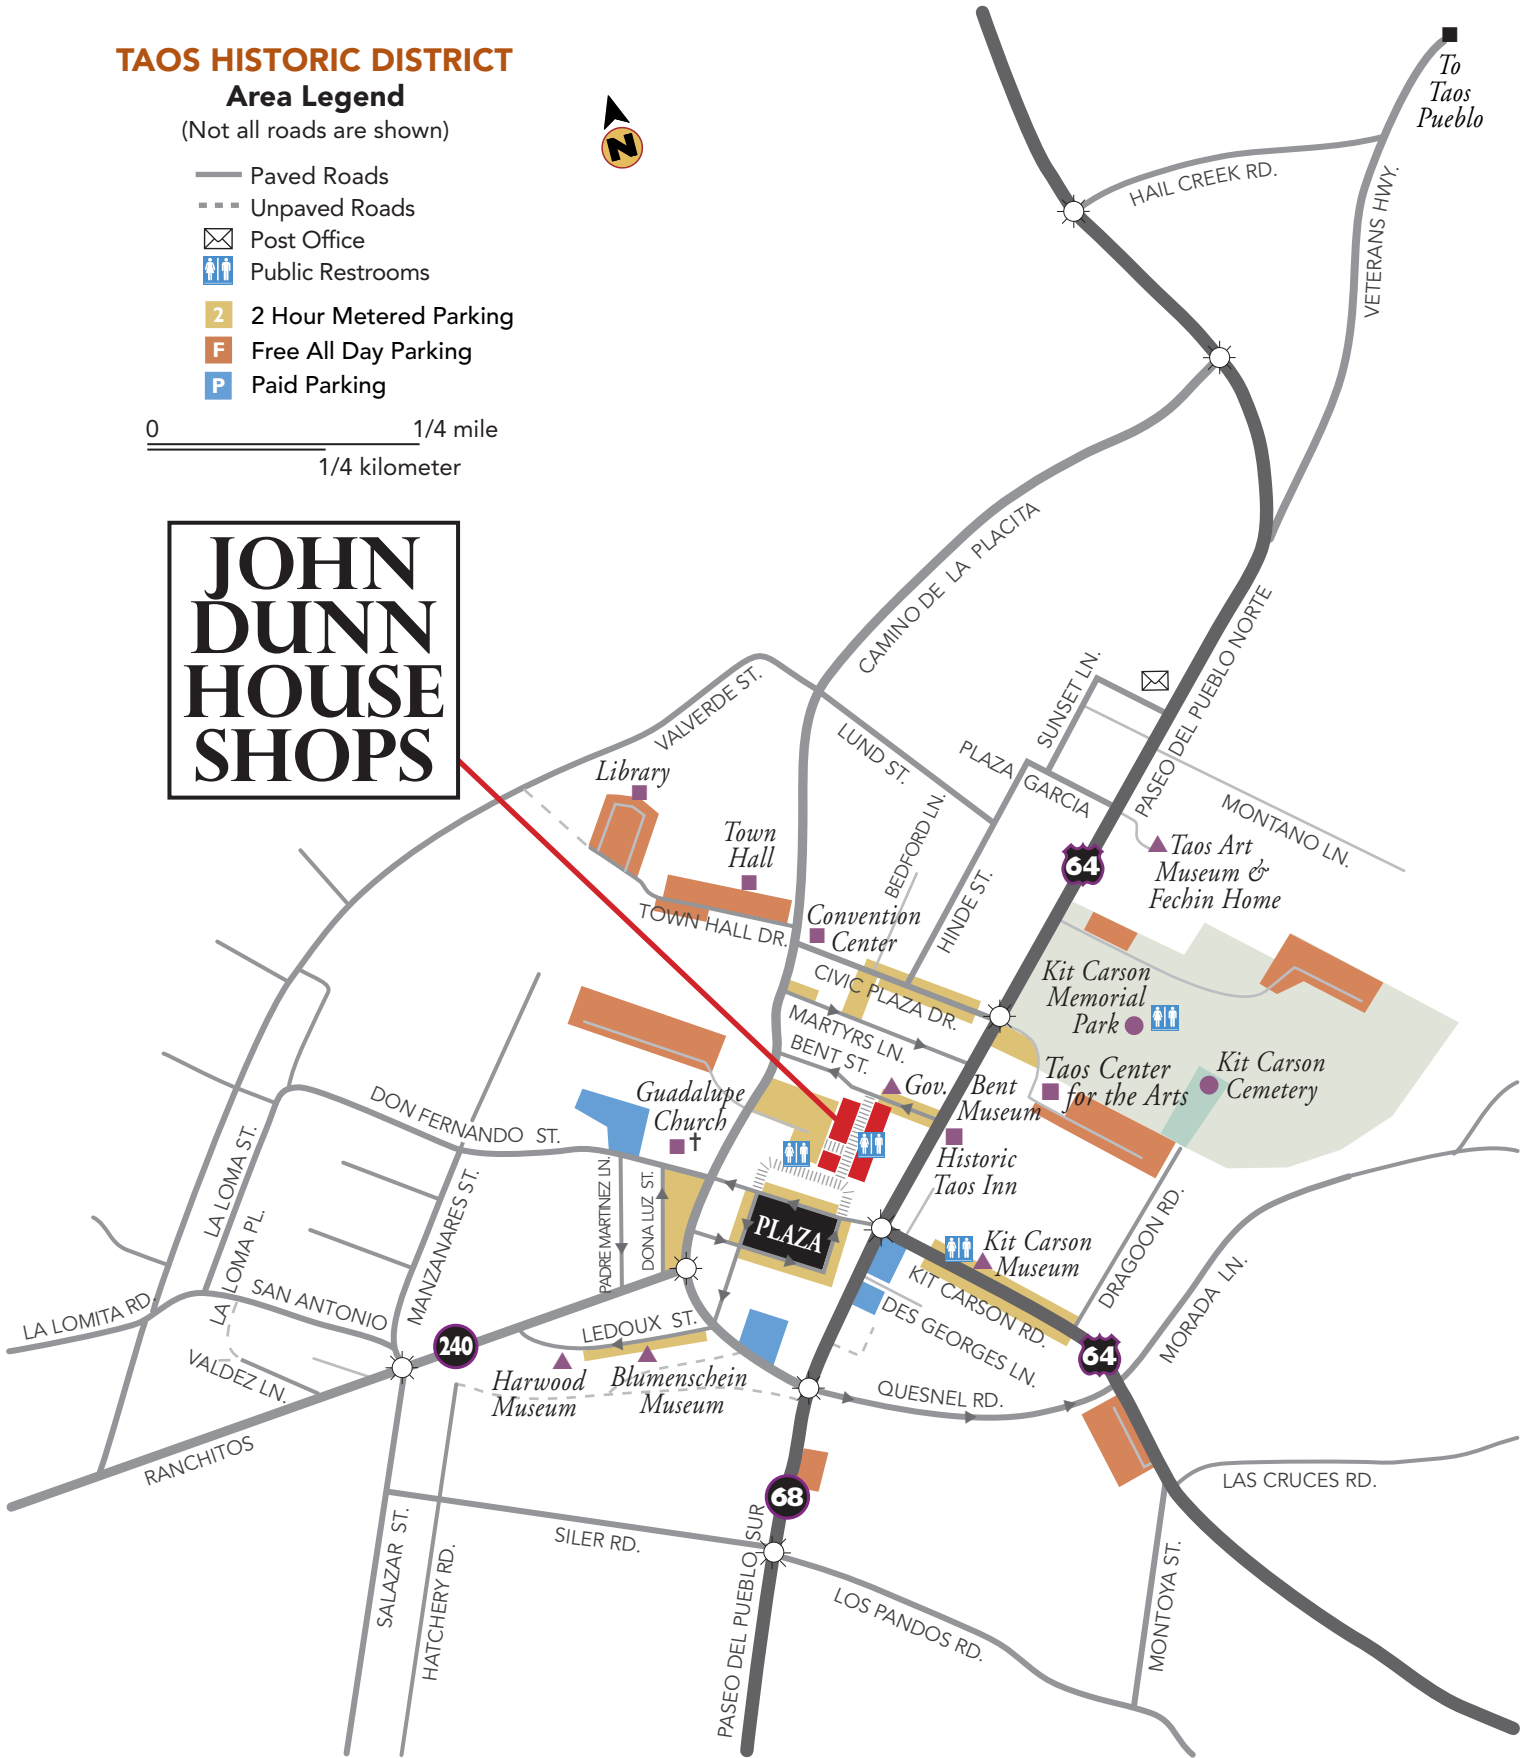 TAOS HISTORIC DISTRICT
Area Legend
(Not all roads are shown)
Paved Roads
Unpaved Roads
Post Office
Public Restrooms
2 2 Hour Metered Parking
F Free All Day Parking
P Paid Parking
0 1/4 mile
1/4 kilometer
N
To
Taos
Pueblo
HAIL CREEK RD.
VETERANS HWY.
JOHN
DUNN
HOUSE
SHOPS
CAMINO DE LA PLACITA
PASEO DEL PUEBLO NORTE
VALVERDE ST.
LUND ST.
SUNSET LN.
PLAZA GARCIA
MONTANO LN.
BEDFORD LN.
HINDE ST.
Library
Town
Hall
TOWN HALL DR.
Convention
Center
64
Taos Art
Museum &
Fechin Home
CIVIC PLAZA DR.
MARTYRS LN.
BENT ST.
Kit Carson
Memorial
Park
Kit Carson
Cemetery
Taos Center
for the Arts
Gov. Bent
Museum
Historic
Taos Inn
Guadalupe
Church
DON FERNANDO ST.
LA LOMA ST.
LA LOMA PL.
MANZANARES ST.
PADRE MARTINEZ LN.
DONA LUZ ST.
PLAZA
Kit Carson
Museum
KIT CARSON RD.
DRAGOON RD.
MORADA LN.
DES GEORGES LN.
LA LOMITA RD.
SAN ANTONIO
VALDEZ LN.
240
LEDOUX ST.
Harwood
Museum
Blumenschein
Museum
QUESNEL RD.
64
RANCHITOS
68
LAS CRUCES RD.
SALAZAR ST.
HATCHERY RD.
SILER RD.
PASEO DEL PUEBLO SUR
LOS PANDOS RD.
MONTOYA ST.